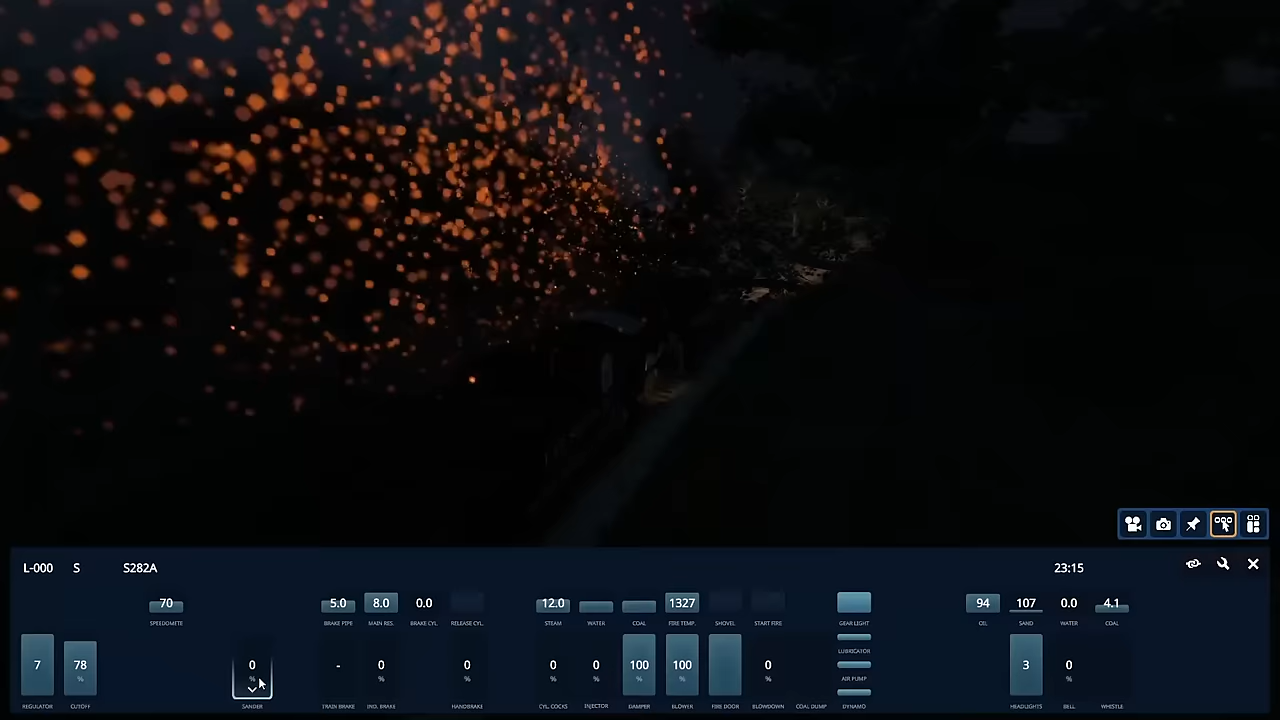 L-000 S S282A 23:15
70 5.0 8.0 0.0 12.0 1327 94 107 0.0 4.1
SPEEDOMETE BRAKE PIPE MAIN RES. BRAKE CYL. RELEASE CYL. STEAM WATER COAL FIRE TEMP. SHOVEL START FIRE GEAR LIGHT OIL SAND WATER COAL
LUBRICATOR
7 78 % 0 % - 0 % 0 % 0 % 0 % 100 % 100 % 0 % 3 0 %
AIR PUMP
REGULATOR CUTOFF SANDER TRAIN BRAKE IND. BRAKE HANDBRAKE CYL. COCKS INJECTOR DAMPER BLOWER FIRE DOOR BLOWDOWN COAL DUMP DYNAMO HEADLIGHTS BELL WHISTLE